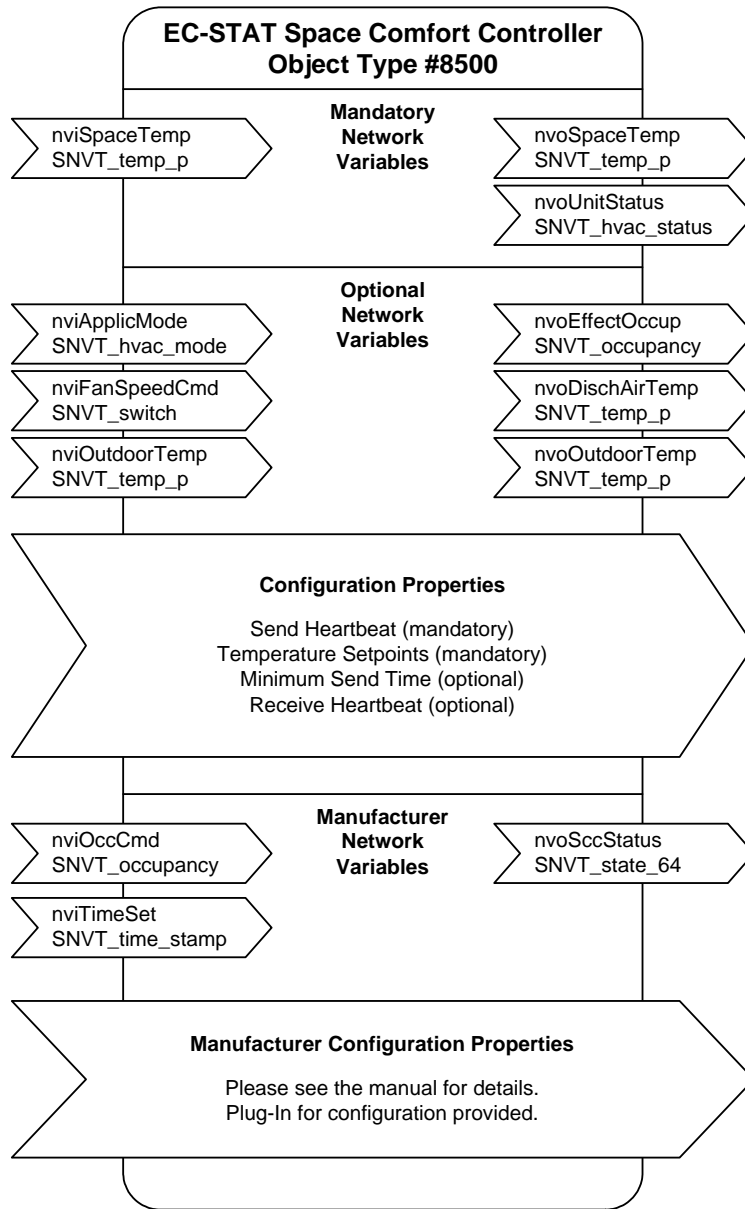 EC-STAT Space Comfort Controller
Object Type #8500
Mandatory
Network
Variables
nviSpaceTemp
SNVT_temp_p
nvoSpaceTemp
SNVT_temp_p
nvoUnitStatus
SNVT_hvac_status
Optional
Network
Variables
nviApplicMode
SNVT_hvac_mode
nvoEffectOccup
SNVT_occupancy
nviFanSpeedCmd
SNVT_switch
nvoDischAirTemp
SNVT_temp_p
nviOutdoorTemp
SNVT_temp_p
nvoOutdoorTemp
SNVT_temp_p
Configuration Properties
Send Heartbeat (mandatory)
Temperature Setpoints (mandatory)
Minimum Send Time (optional)
Receive Heartbeat (optional)
Manufacturer
Network
Variables
nviOccCmd
SNVT_occupancy
nvoSccStatus
SNVT_state_64
nviTimeSet
SNVT_time_stamp
Manufacturer Configuration Properties
Please see the manual for details.
Plug-In for configuration provided.